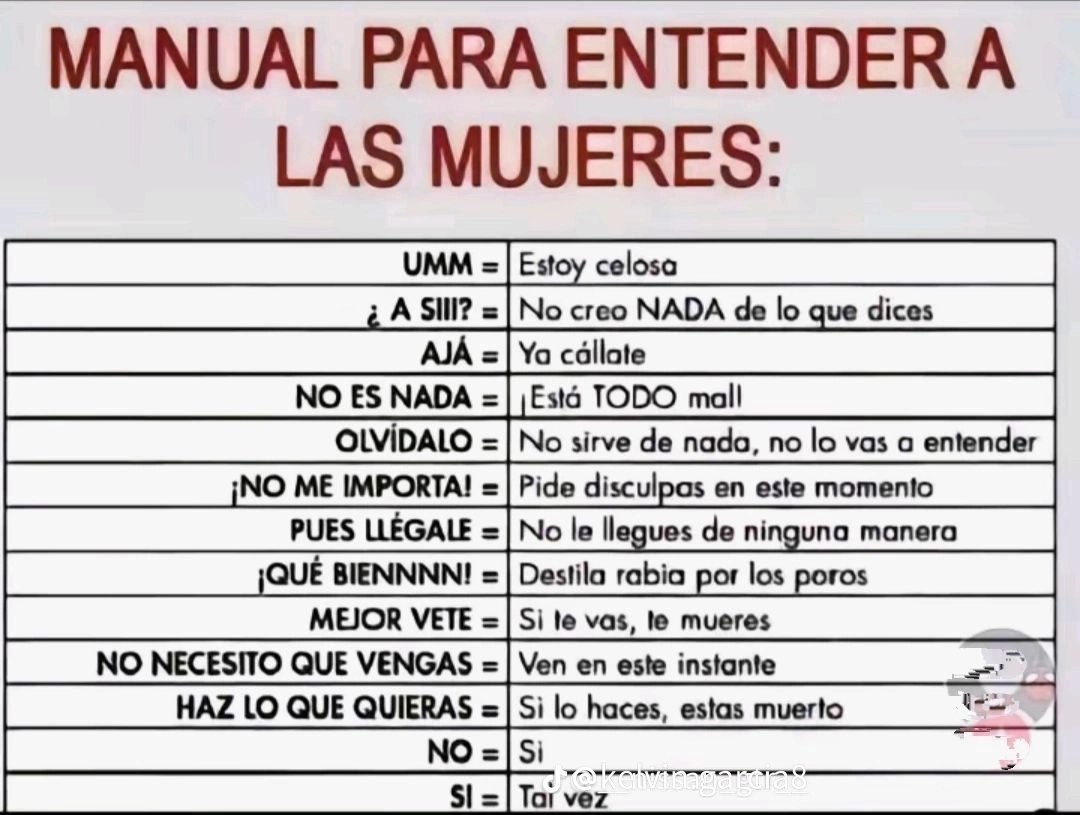 MANUAL PARA ENTENDER A
LAS MUJERES:
UMM = Estoy celosa
¿ A SIII? = No creo NADA de lo que dices
AJÁ = Ya cállate
NO ES NADA = ¡Está TODO mal!
OLVÍDALO = No sirve de nada, no lo vas a entender
¡NO ME IMPORTA! = Pide disculpas en este momento
PUES LLÉGALE = No le llegues de ninguna manera
¡QUÉ BIENNNN! = Destila rabia por los poros
MEJOR VETE = Si te vas, te mueres
NO NECESITO QUE VENGAS = Ven en este instante
HAZ LO QUE QUIERAS = Si lo haces, estas muerto
NO = Si
SI = Tal vez